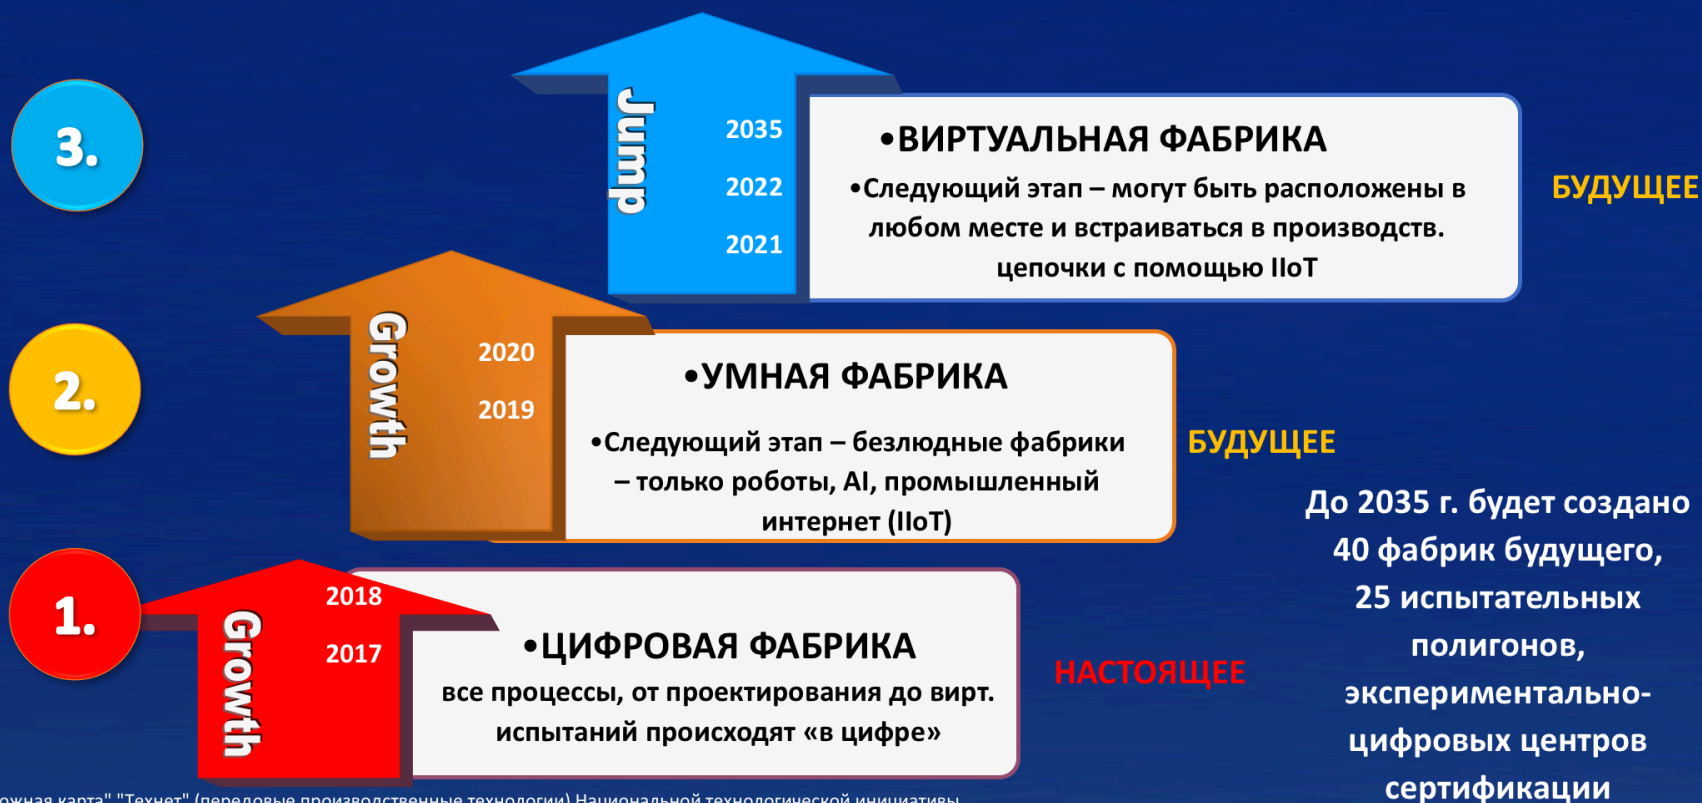 3.
Jump
2035
2022
2021
•ВИРТУАЛЬНАЯ ФАБРИКА
•Следующий этап – могут быть расположены в
любом месте и встраиваться в производств.
цепочки с помощью IIoT
БУДУЩЕЕ
2.
Growth
2020
2019
•УМНАЯ ФАБРИКА
•Следующий этап – безлюдные фабрики
– только роботы, AI, промышленный
интернет (IIoT)
БУДУЩЕЕ
1.
Growth
2018
2017
•ЦИФРОВАЯ ФАБРИКА
все процессы, от проектирования до вирт.
испытаний происходят «в цифре»
НАСТОЯЩЕЕ
До 2035 г. будет создано
40 фабрик будущего,
25 испытательных
полигонов,
экспериментально-
цифровых центров
сертификации
карта" "Технет" (передовые производственные технологии) Национальной технологической инициативы